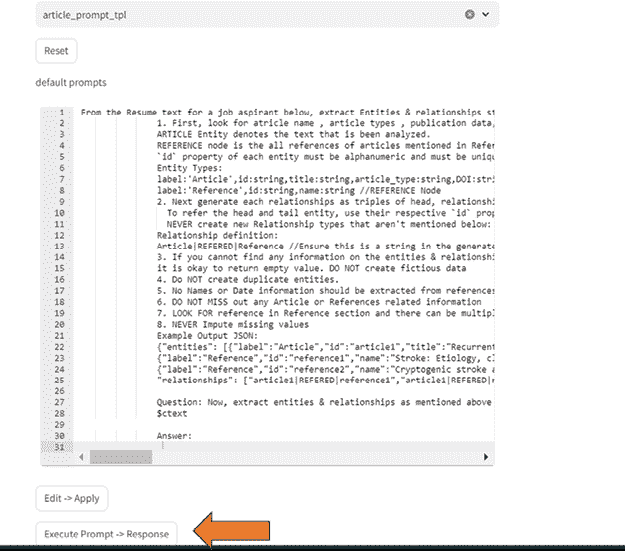 article_prompt_tpl
Reset
default prompts
1 From the Resume text for a job aspirant below, extract Entities & relationships st
2 1. First, look for atricle name , article types , publication data,
3 ARTICLE Entity denotes the text that is been analyzed.
4 REFERENCE node is the all references of articles mentioned in Refer
5 `id` property of each entity must be alphanumeric and must be uniqu
6 Entity Types:
7 label:'Article',id:string,title:string,article_type:string,DOI:stri
8 label:'Reference',id:string,name:string //REFERENCE Node
9 2. Next generate each relationships as triples of head, relationshi
10 To refer the head and tail entity, use their respective `id` prop
11 NEVER create new Relationship types that aren't mentioned below:
12 Relationship definition:
13 Article|REFERED|Reference //Ensure this is a string in the generate
14 3. If you cannot find any information on the entities & relationshi
15 it is okay to return empty value. DO NOT create fictious data
16 4. Do NOT create duplicate entities.
17 5. No Names or Date information should be extracted from references
18 6. DO NOT MISS out any Article or References related information
19 7. LOOK FOR reference in Reference section and there can be multipl
20 8. NEVER Impute missing values
21 Example Output JSON:
22 {"entities": [{"label":"Article","id":"article1","title":"Recurrent
23 {"label":"Reference","id":"reference1","name":"Stroke: Etiology, cl
24 {"label":"Reference","id":"reference2","name":"Cryptogenic stroke a
25 "relationships": ["article1|REFERED|reference1","article1|REFERED|r
26
27 Question: Now, extract entities & relationships as mentioned above
28 $ctext
29
30 Answer:
31
Edit -> Apply
Execute Prompt -> Response